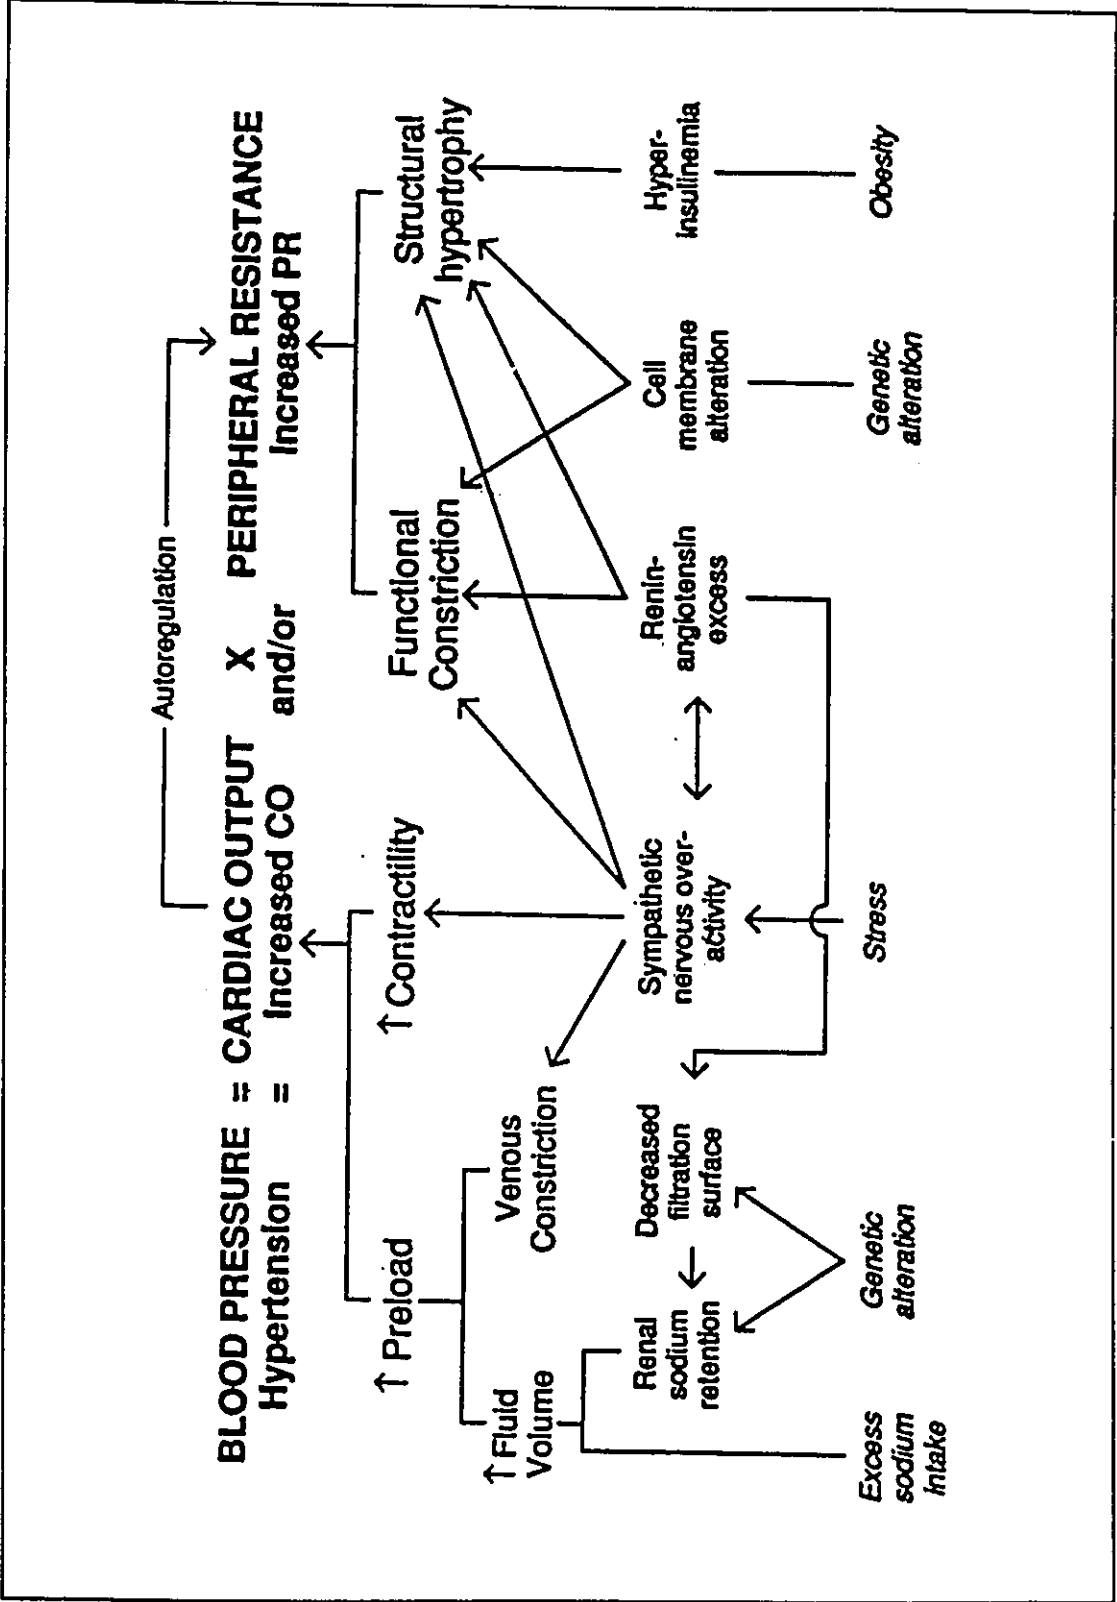 Autoregulation
BLOOD PRESSURE = CARDIAC OUTPUT X PERIPHERAL RESISTANCE
Hypertension = Increased CO and/or Increased PR
↑ Preload
↑ Contractility
Functional
Constriction
Structural
hypertrophy
↑ Fluid
Volume
Venous
Constriction
Renal
sodium
retention
Decreased
filtration
surface
Sympathetic
nervous over-
activity
Renin-
angiotensin
excess
Cell
membrane
alteration
Hyper-
insulinemia
Excess
sodium
intake
Genetic
alteration
Stress
Genetic
alteration
Obesity